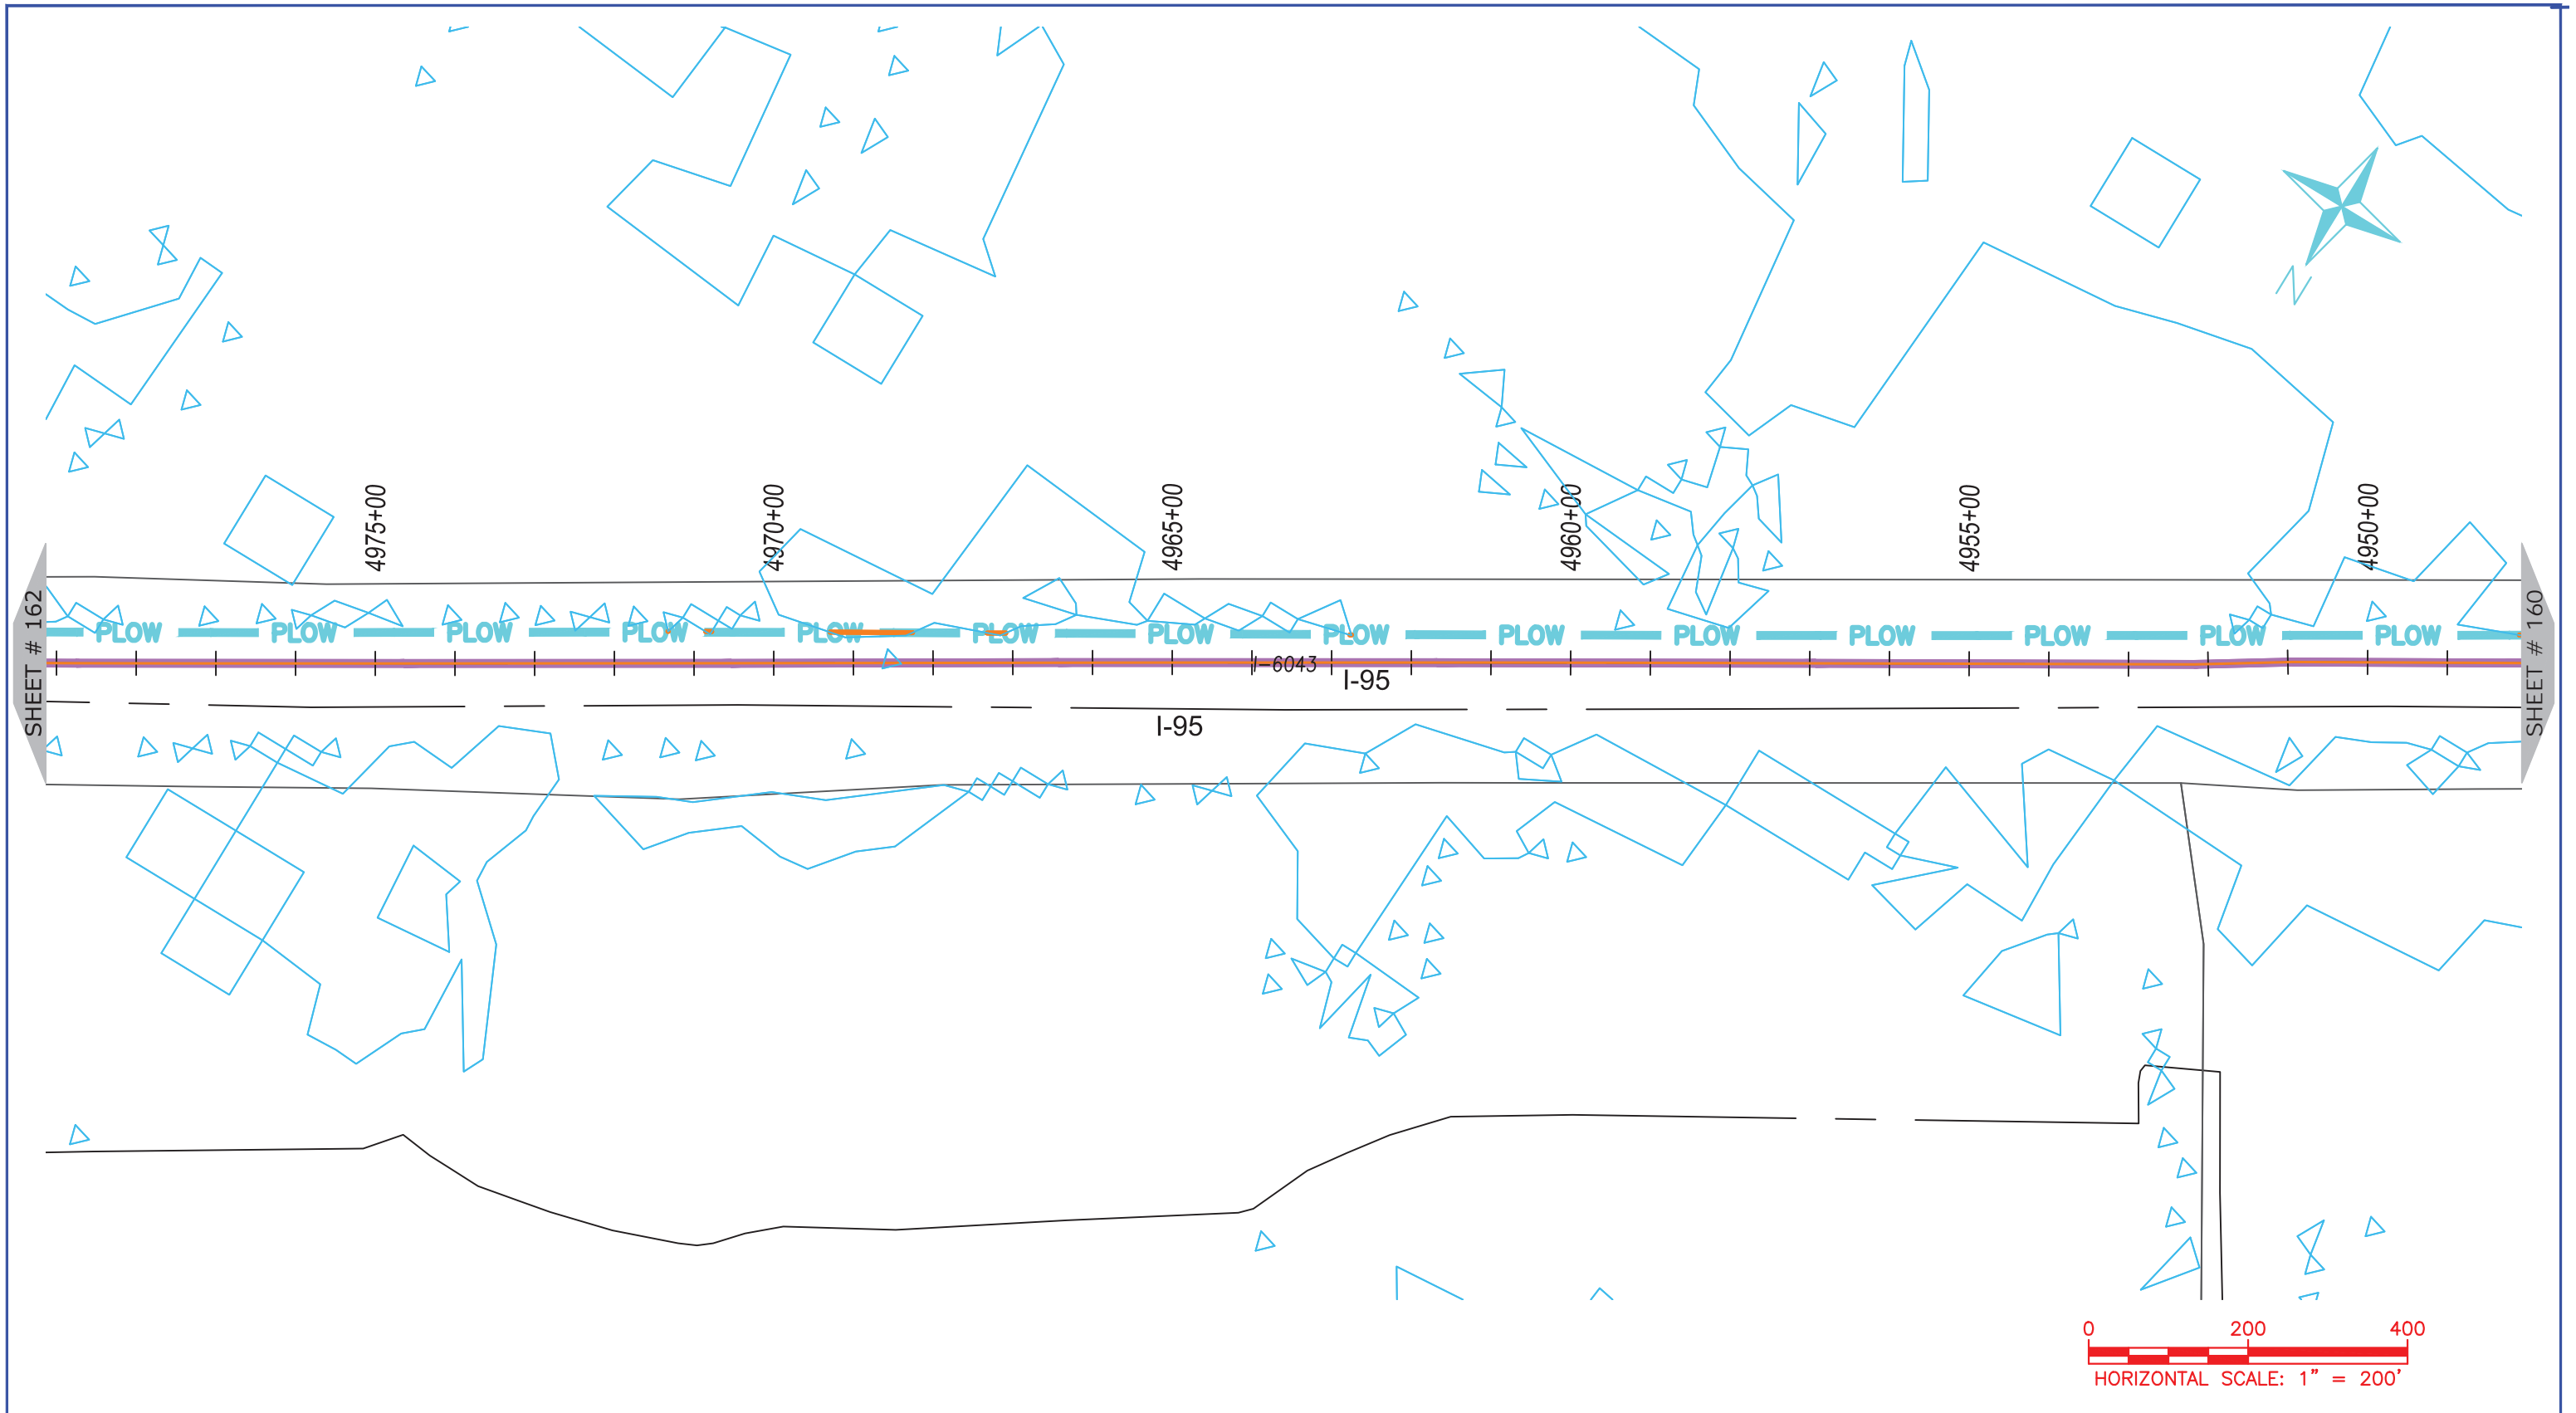 N
4975+00
4970+00
4965+00
4960+00
4955+00
4950+00
SHEET # 162
PLOW PLOW PLOW PLOW PLOW PLOW PLOW PLOW PLOW PLOW PLOW PLOW PLOW PLOW
SHEET # 160
I-6043
I-95
I-95
0 200 400
HORIZONTAL SCALE: 1" = 200'